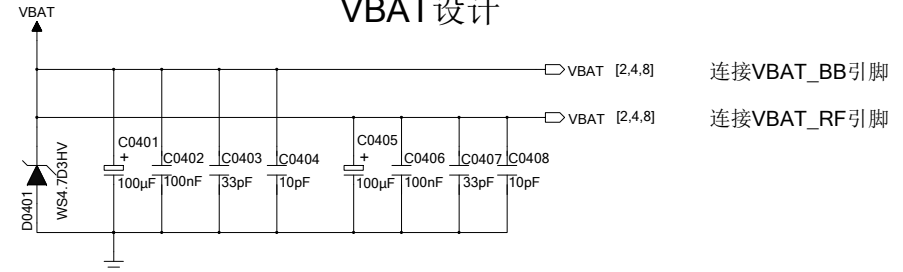 VBAT设计
VBAT
VBAT [2,4,8] 连接VBAT_BB引脚
VBAT [2,4,8] 连接VBAT_RF引脚
D0401
WS4.7D3HV
C0401
+
100μF
C0402
100nF
C0403
33pF
C0404
10pF
C0405
+
100μF
C0406
100nF
C0407
33pF
C0408
10pF